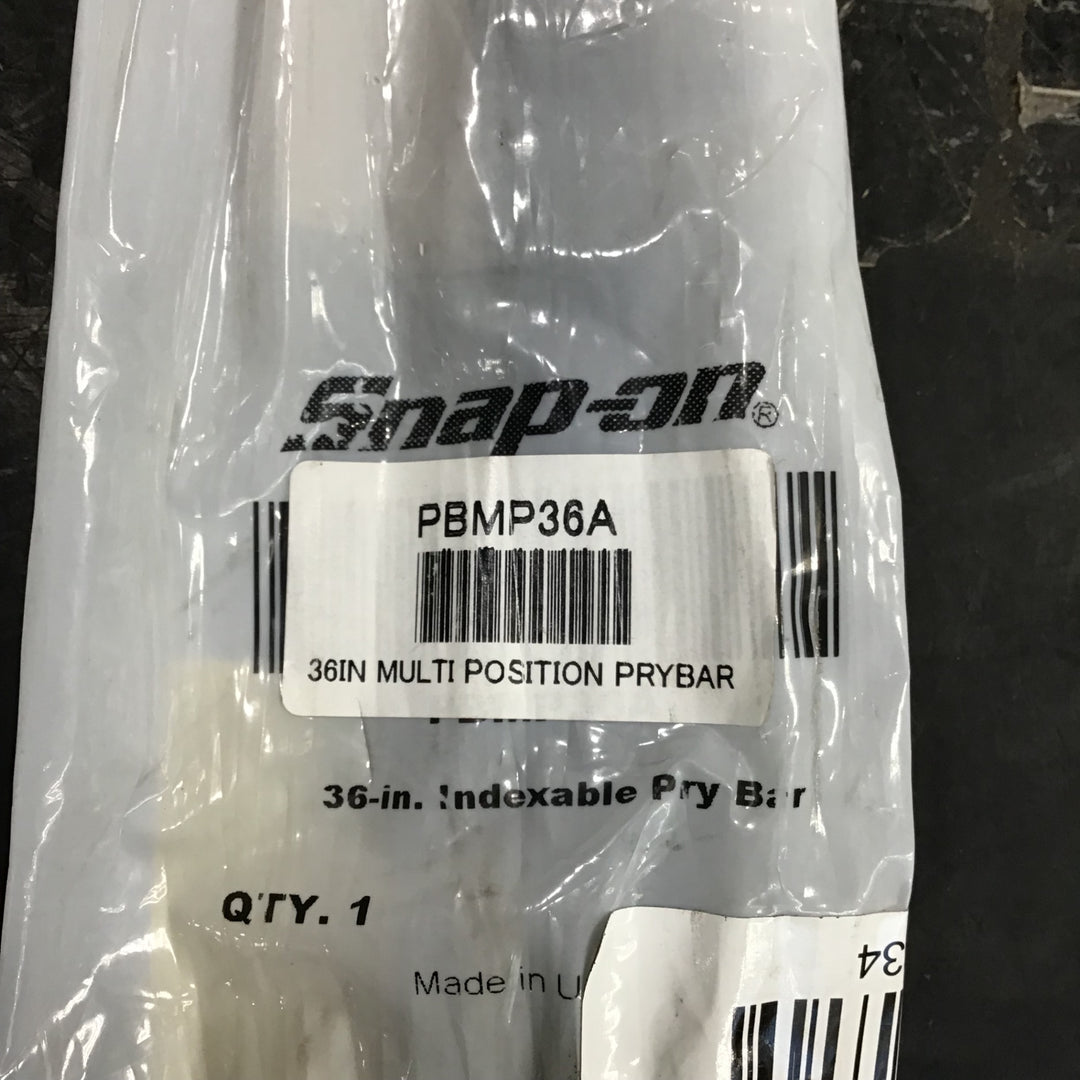 Snap-on®
PBMP36A
36IN MULTI POSITION PRYBAR
36-in. Indexable Pry Bar
QTY. 1
Made in
34